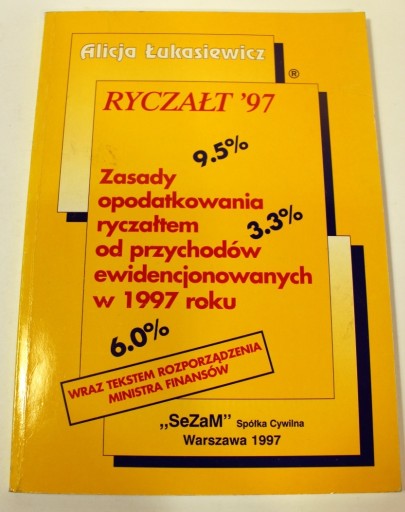 Alicja Łukasiewicz
®
RYCZAŁT '97
9.5%
Zasady
opodatkowania
ryczałtem
3.3%
od przychodów
ewidencjonowanych
w 1997 roku
6.0%
WRAZ TEKSTEM ROZPORZĄDZENIA
MINISTRA FINANSÓW
„SeZaM" Spółka Cywilna
Warszawa 1997